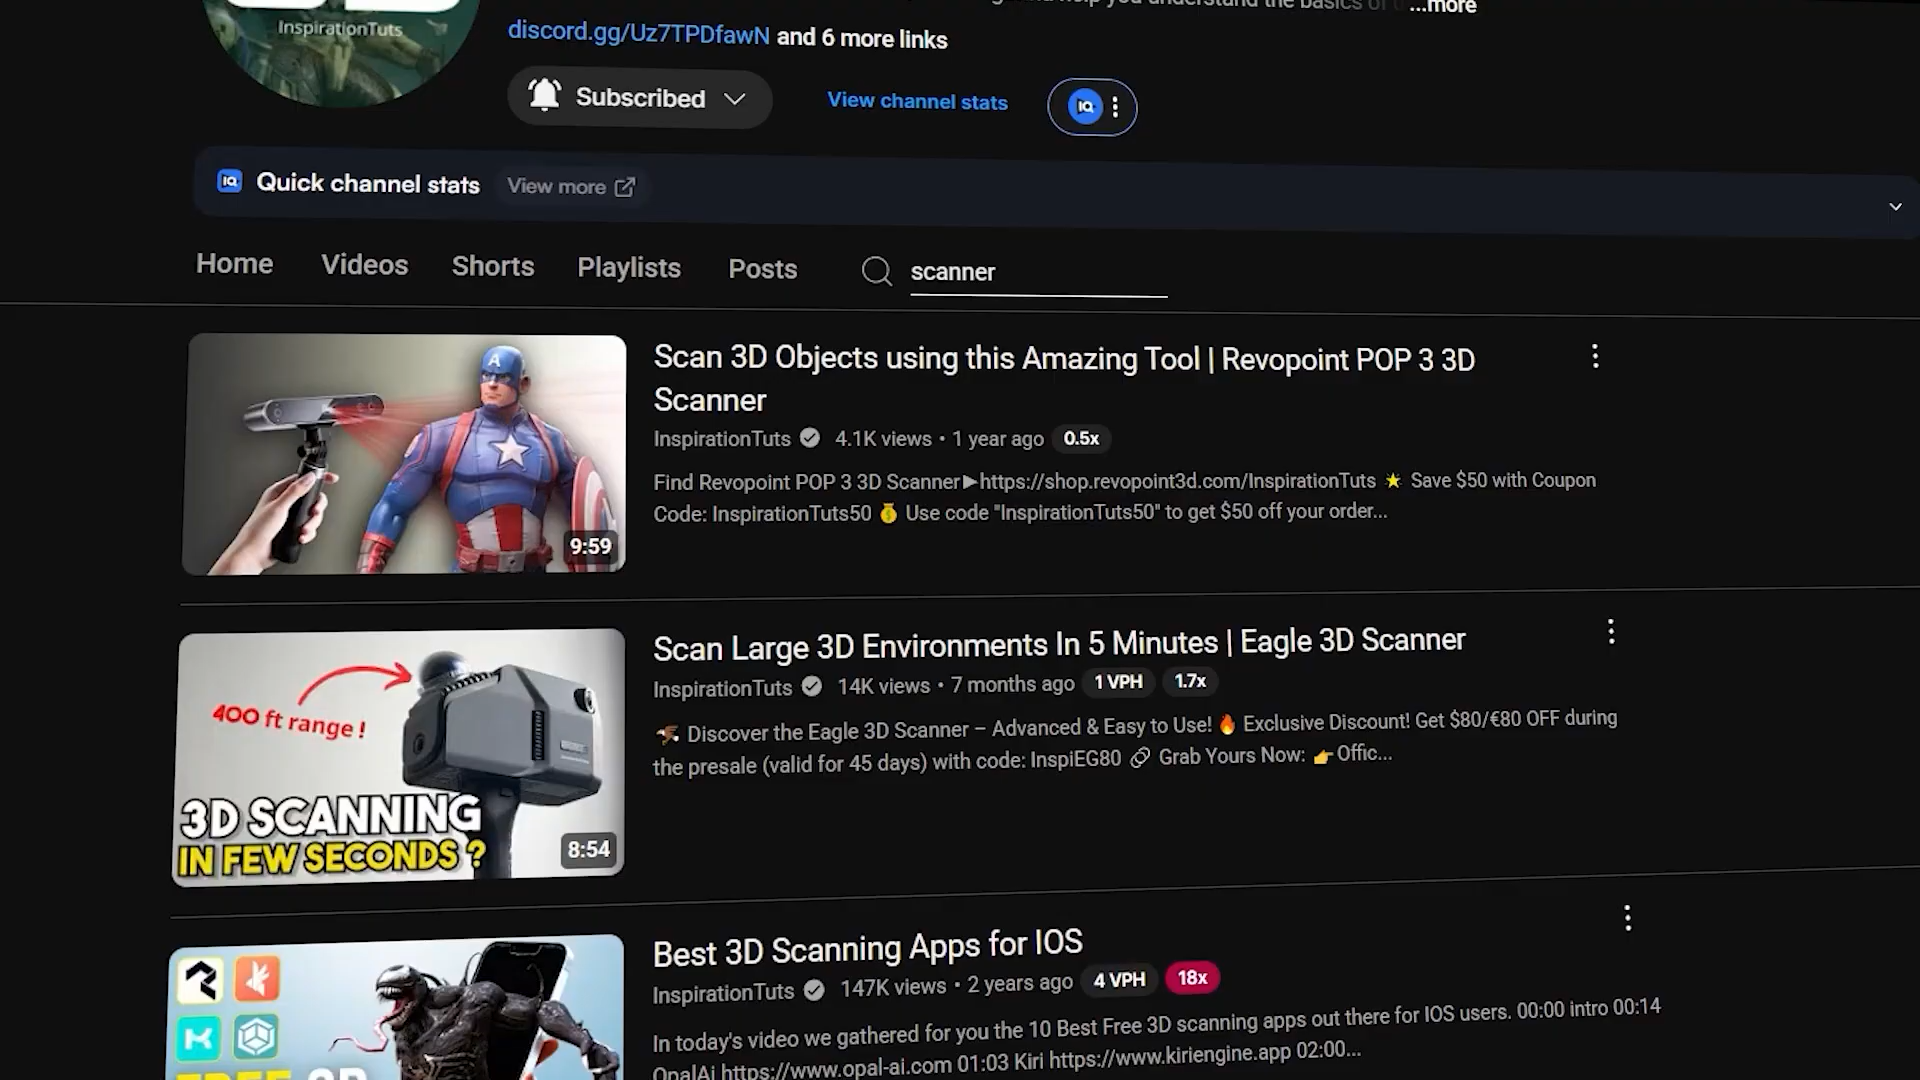 InspirationTuts
...more
discord.gg/Uz7TPDfawN and 6 more links
Subscribed
View channel stats
IQ
IQ Quick channel stats View more
Home Videos Shorts Playlists Posts scanner
A
9:59
Scan 3D Objects using this Amazing Tool | Revopoint POP 3 3D
Scanner
InspirationTuts 4.1K views • 1 year ago 0.5x
Find Revopoint POP 3 3D Scanner▶https://shop.revopoint3d.com/InspirationTuts ⭐ Save $50 with Coupon
Code: InspirationTuts50 💰 Use code "InspirationTuts50" to get $50 off your order...
400 ft range !
3D SCANNING
IN FEW SECONDS ?
8:54
Scan Large 3D Environments In 5 Minutes | Eagle 3D Scanner
InspirationTuts 14K views • 7 months ago 1 VPH 1.7x
🦅 Discover the Eagle 3D Scanner – Advanced & Easy to Use! 🔥 Exclusive Discount! Get $80/€80 OFF during
the presale (valid for 45 days) with code: InspiEG80 🔗 Grab Yours Now: 👉 Offic...
Best 3D Scanning Apps for IOS
InspirationTuts 147K views • 2 years ago 4 VPH 18x
In today's video we gathered for you the 10 Best Free 3D scanning apps out there for IOS users. 00:00 intro 00:14
OpalAi https://www.opal-ai.com 01:03 Kiri https://www.kiriengine.app 02:00...